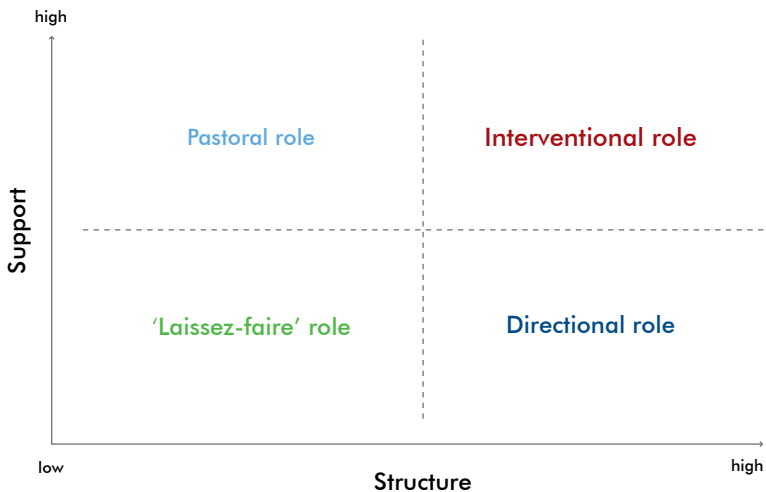 high
Pastoral role
Interventional role
Support
‘Laissez-faire’ role
Directional role
low
high
Structure